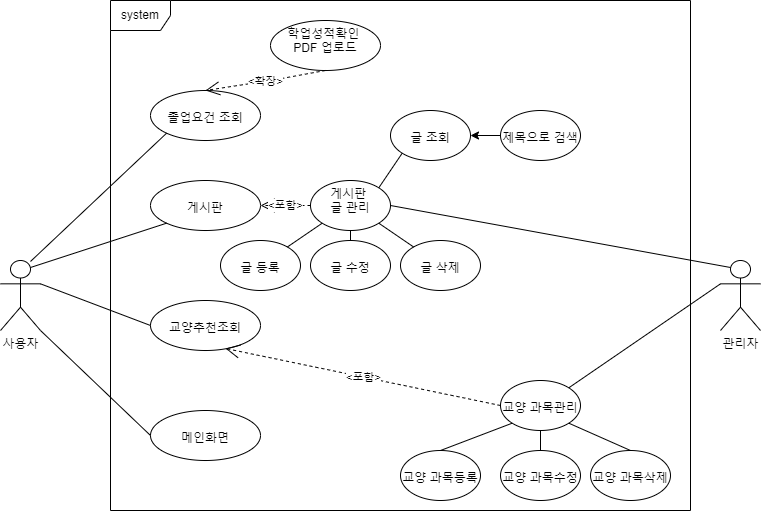 system
학업성적확인
PDF 업로드
<확장>
졸업요건 조회
글 조회
제목으로 검색
게시판
<포함>
게시판
글 관리
글 등록
글 수정
글 삭제
사용자
관리자
교양추천조회
<포함>
교양 과목관리
메인화면
교양 과목등록
교양 과목수정
교양 과목삭제